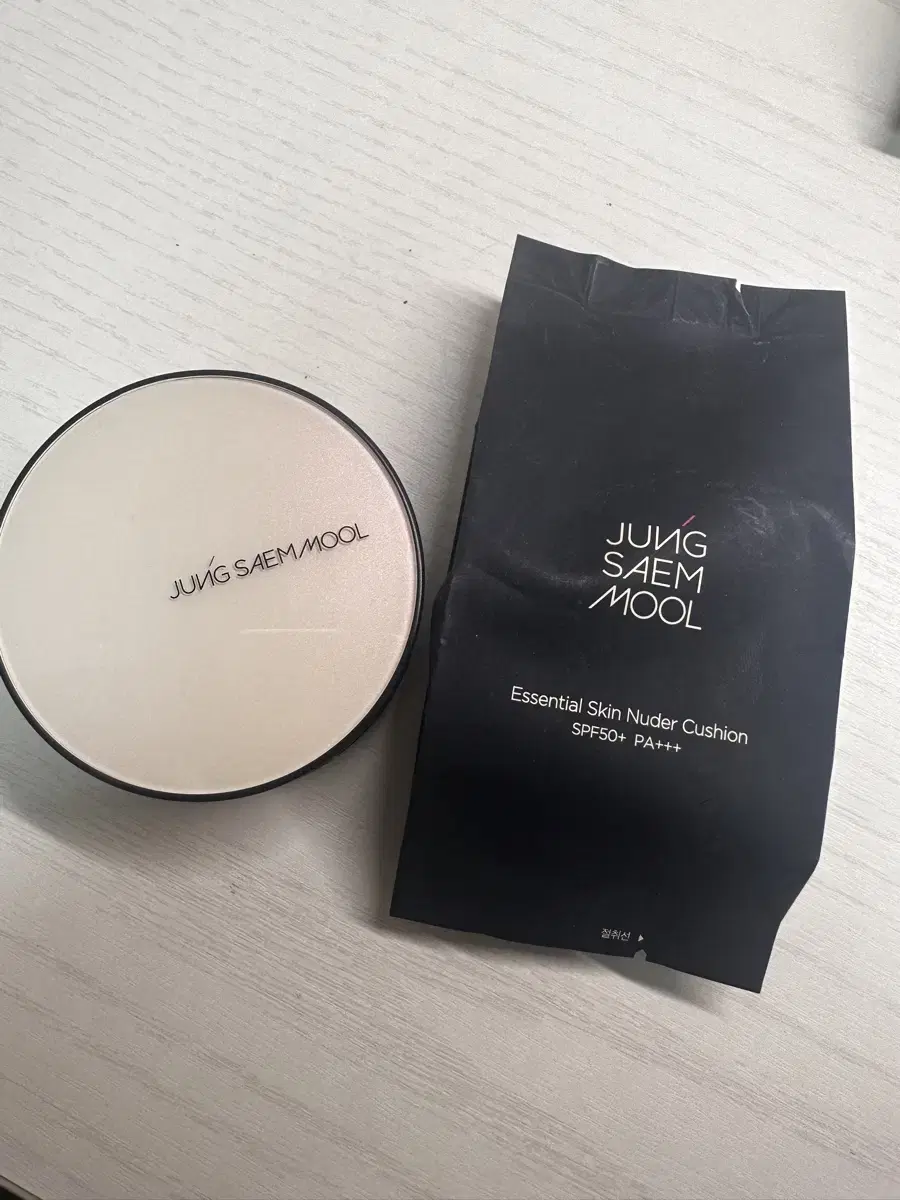 JUNG SAEM MOOL
JUNG
SAEM
MOOL
Essential Skin Nuder Cushion
SPF50+ PA+++
절취선